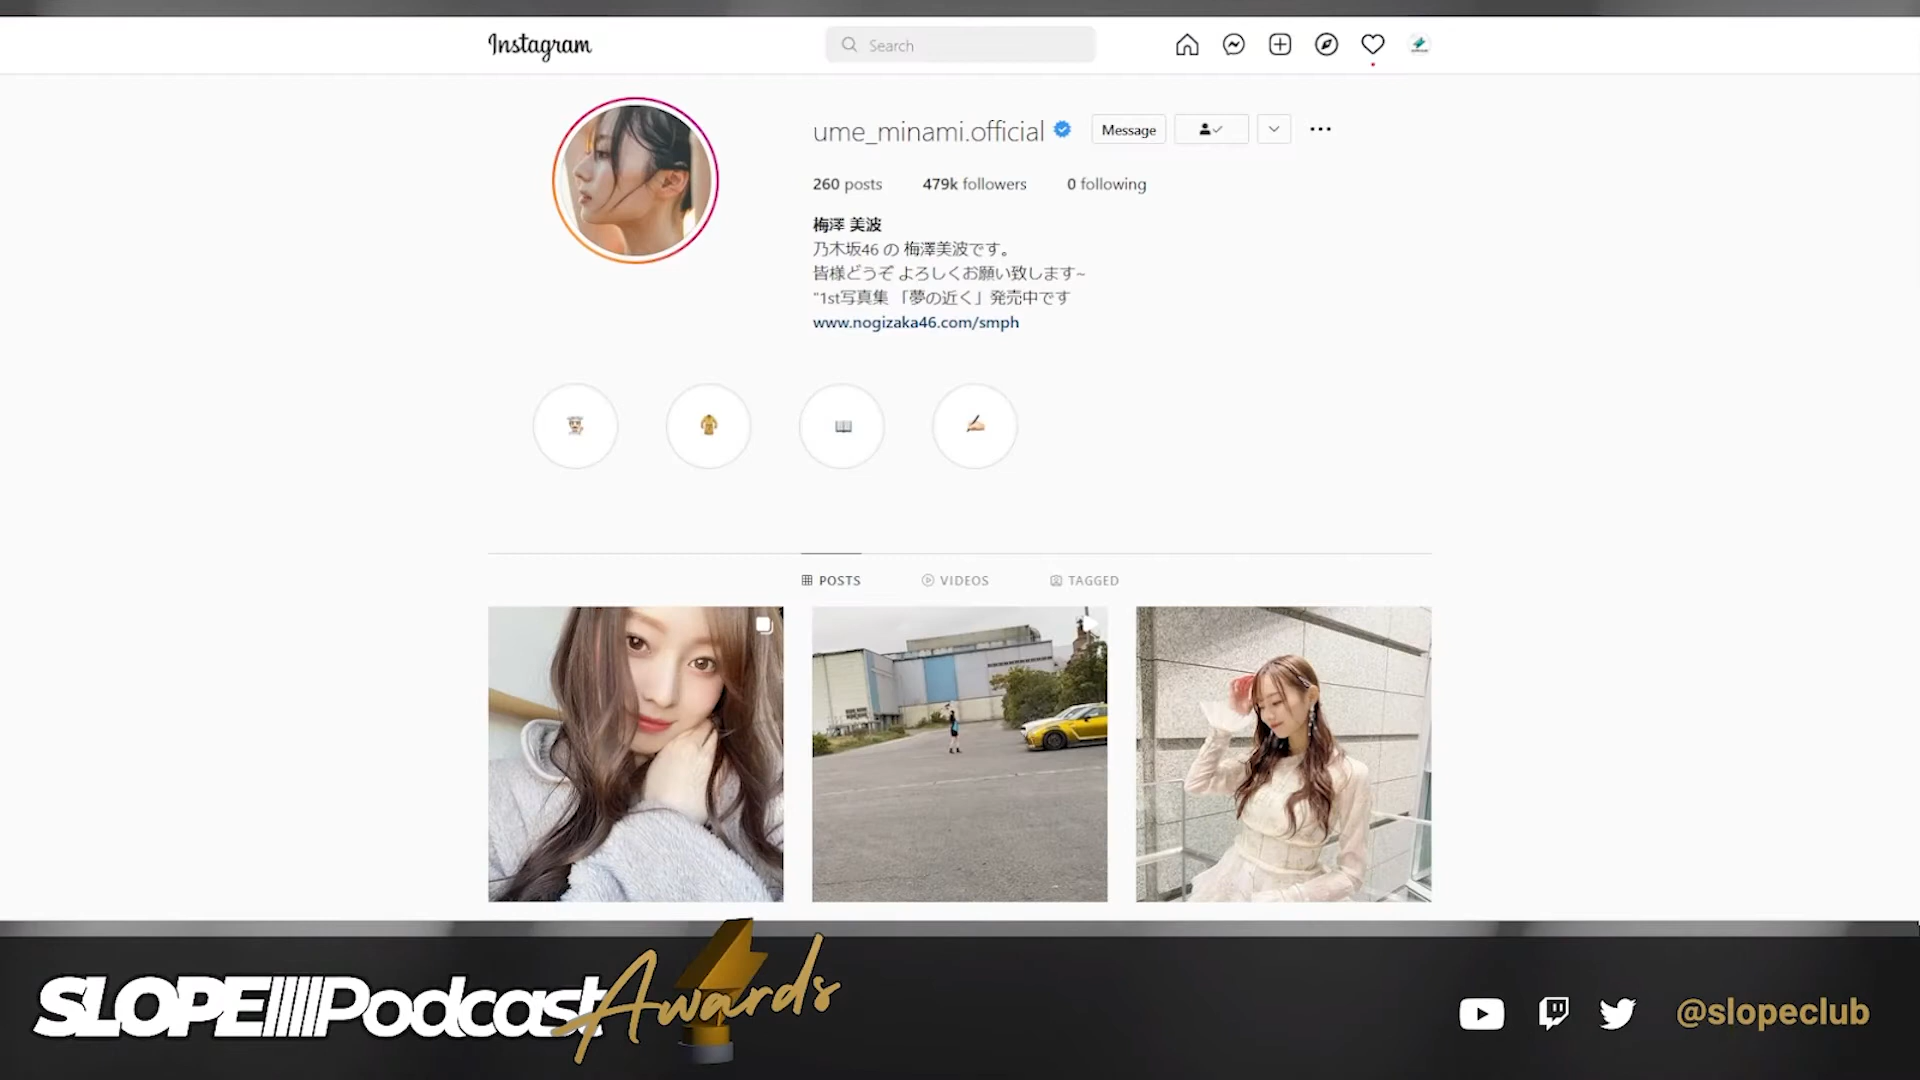 Instagram
Search
ume_minami.official
Message
260 posts
479k followers
0 following
梅澤 美波
乃木坂46 の 梅澤美波です。
皆様どうぞ よろしくお願い致します~
"1st写真集 「夢の近く」発売中です
www.nogizaka46.com/smph
POSTS
VIDEOS
TAGGED
SLOPE Podcast Awards
@slopeclub